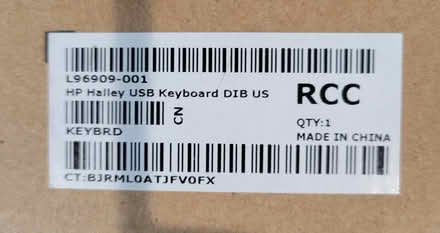 L96909-001
HP Halley USB Keyboard DIB US
RCC
CN
QTY:1
KEYBRD
MADE IN CHINA
CT:BJRML0ATJFV0FX